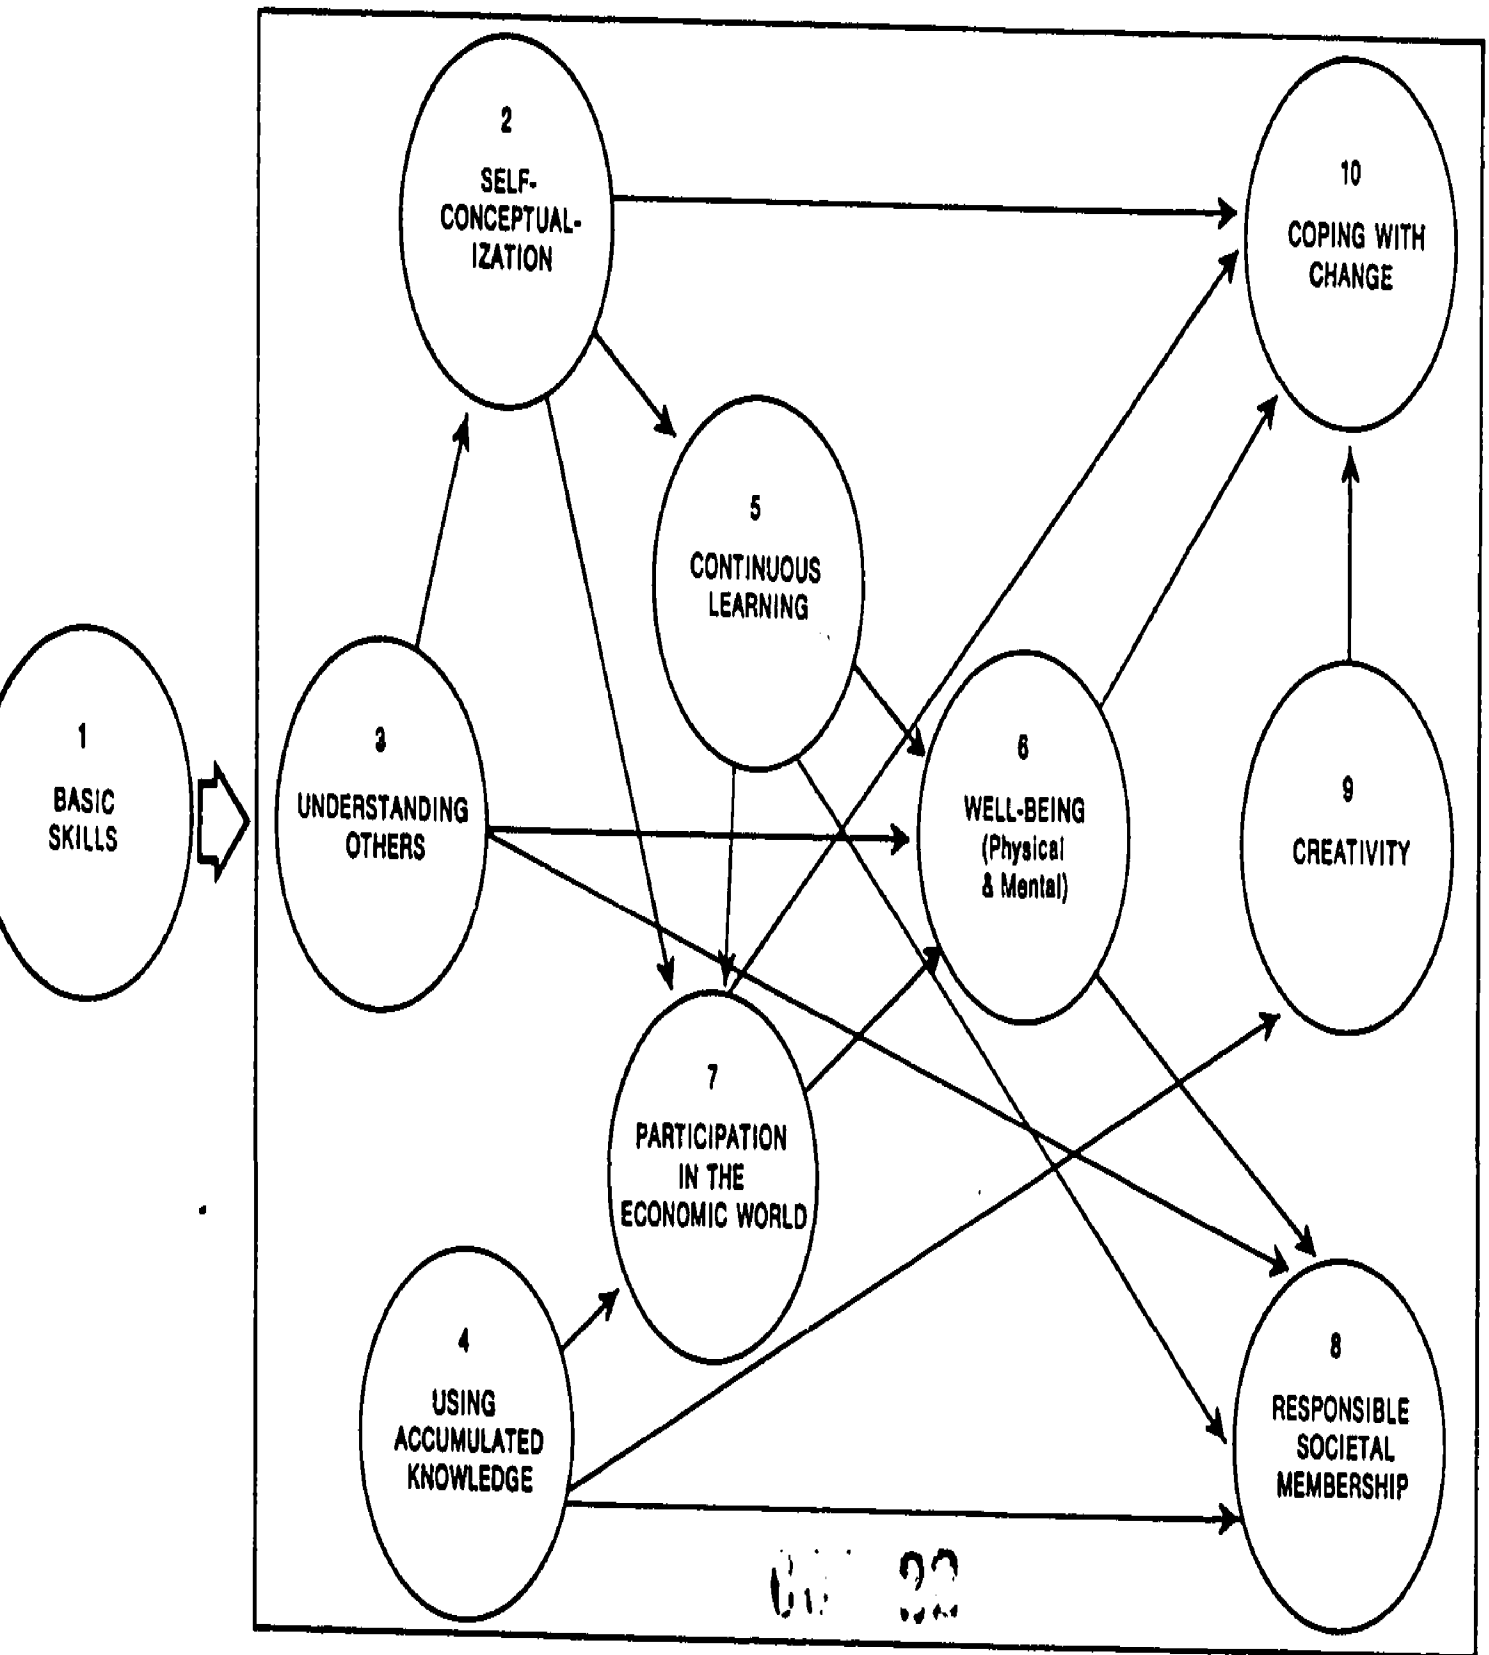 1
BASIC
SKILLS
2
SELF-
CONCEPTUAL-
IZATION
3
UNDERSTANDING
OTHERS
4
USING
ACCUMULATED
KNOWLEDGE
5
CONTINUOUS
LEARNING
6
WELL-BEING
(Physical
& Mental)
7
PARTICIPATION
IN THE
ECONOMIC WORLD
8
RESPONSIBLE
SOCIETAL
MEMBERSHIP
9
CREATIVITY
10
COPING WITH
CHANGE